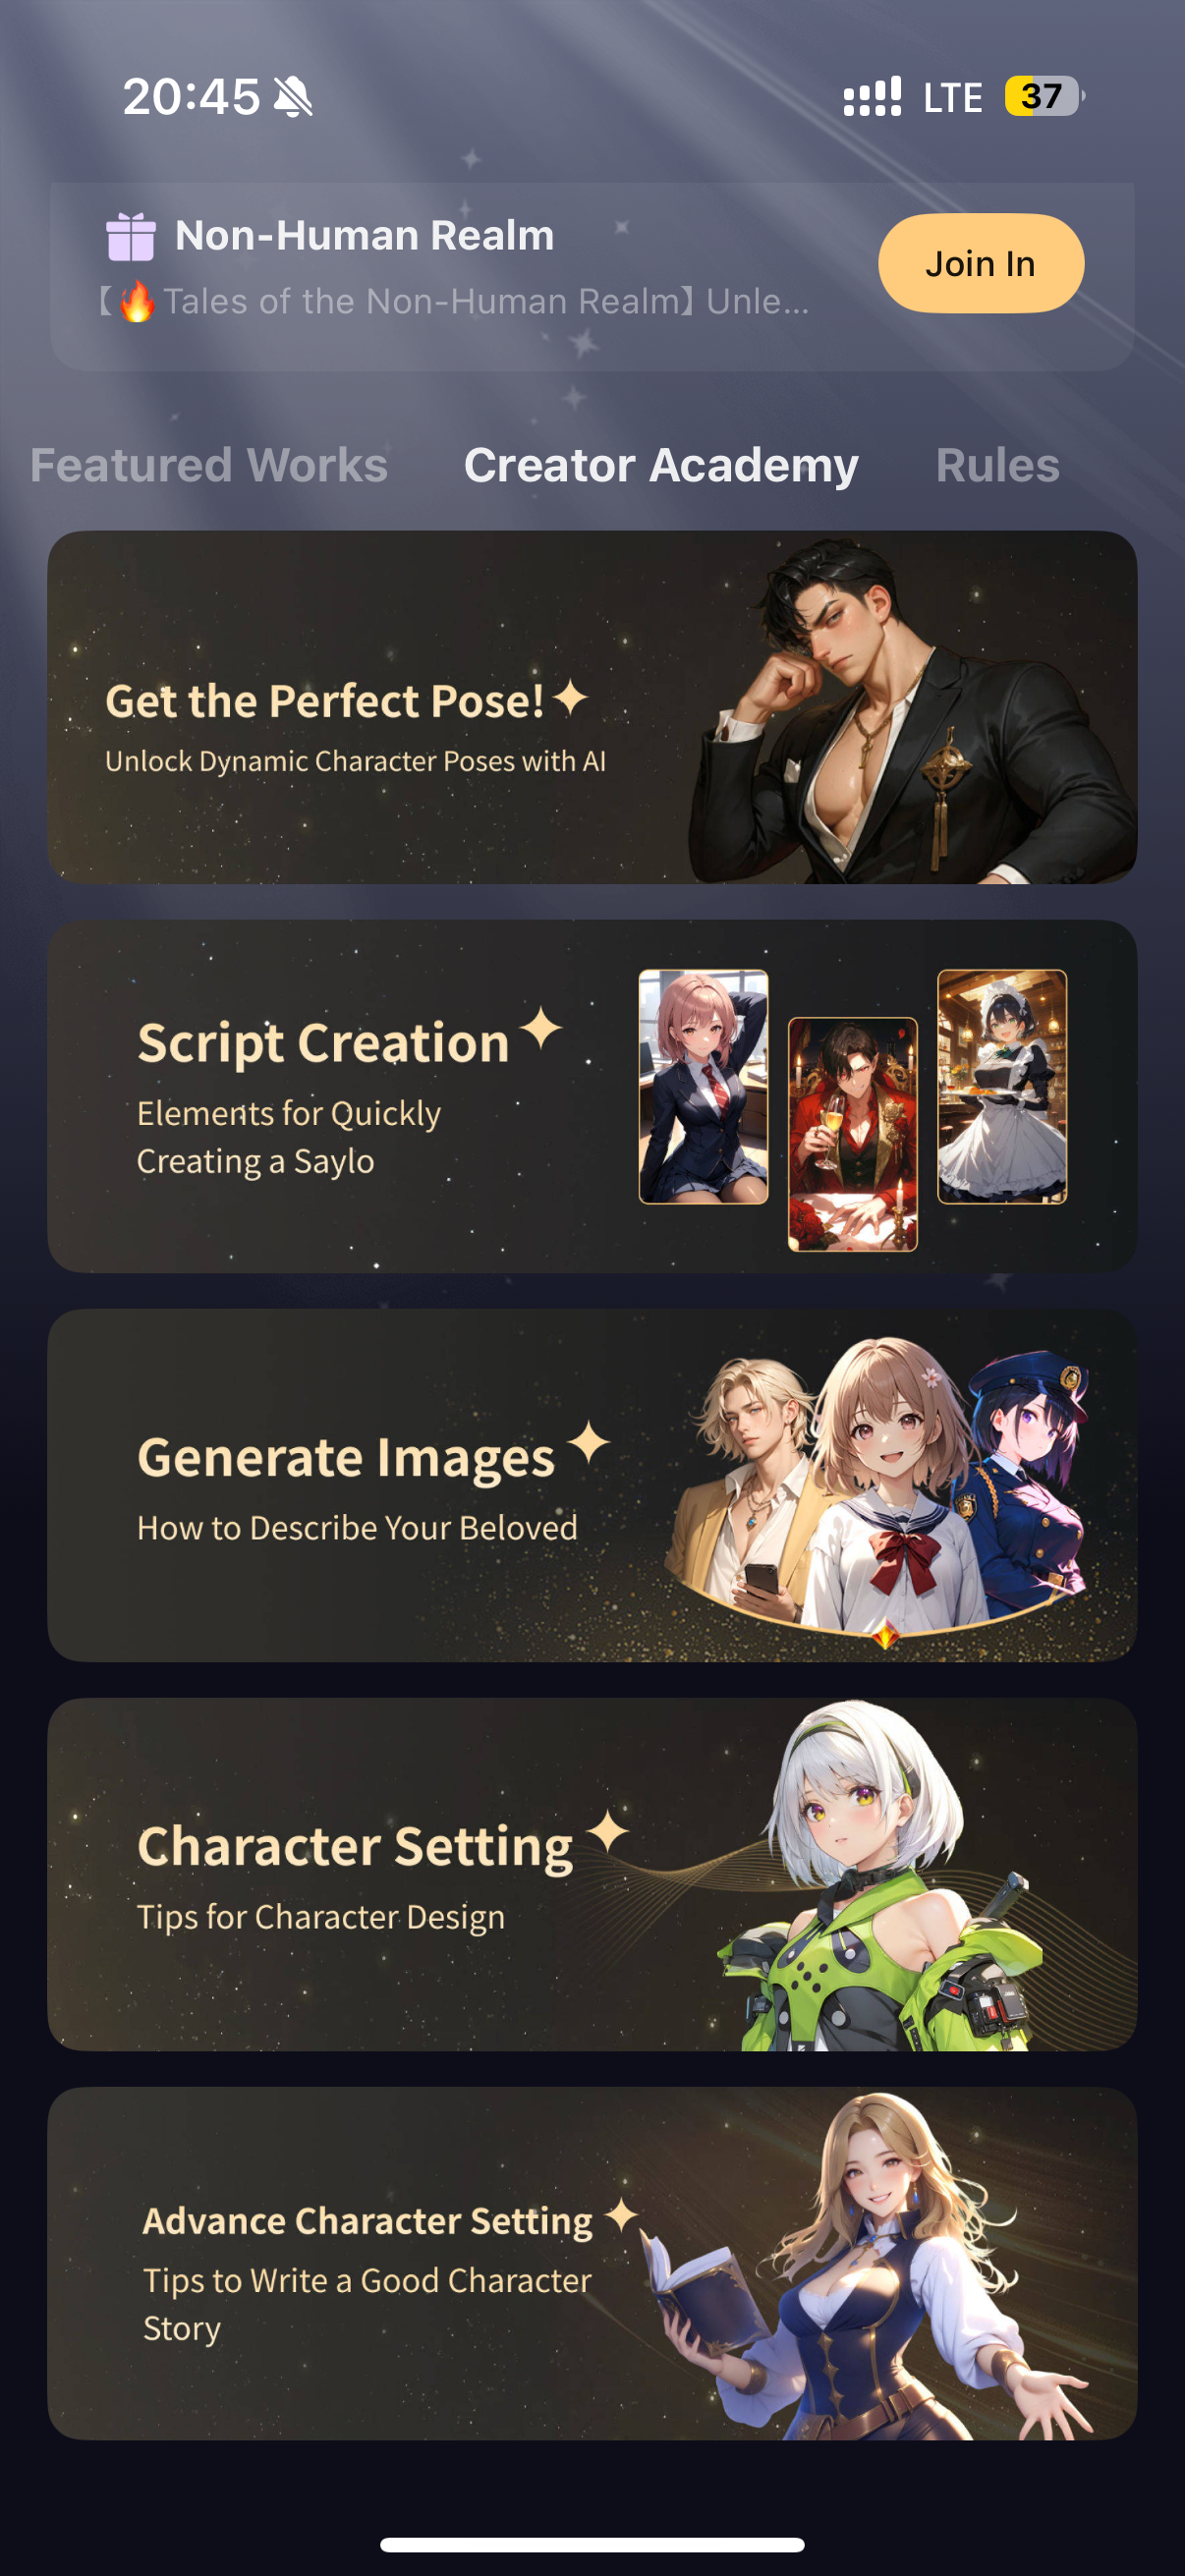 20:45
LTE
37
Non-Human Realm
【🔥Tales of the Non-Human Realm】Unle...
Join In
Featured Works
Creator Academy
Rules
Get the Perfect Pose!
Unlock Dynamic Character Poses with AI
Script Creation
Elements for Quickly
Creating a Saylo
Generate Images
How to Describe Your Beloved
Character Setting
Tips for Character Design
Advance Character Setting
Tips to Write a Good Character
Story